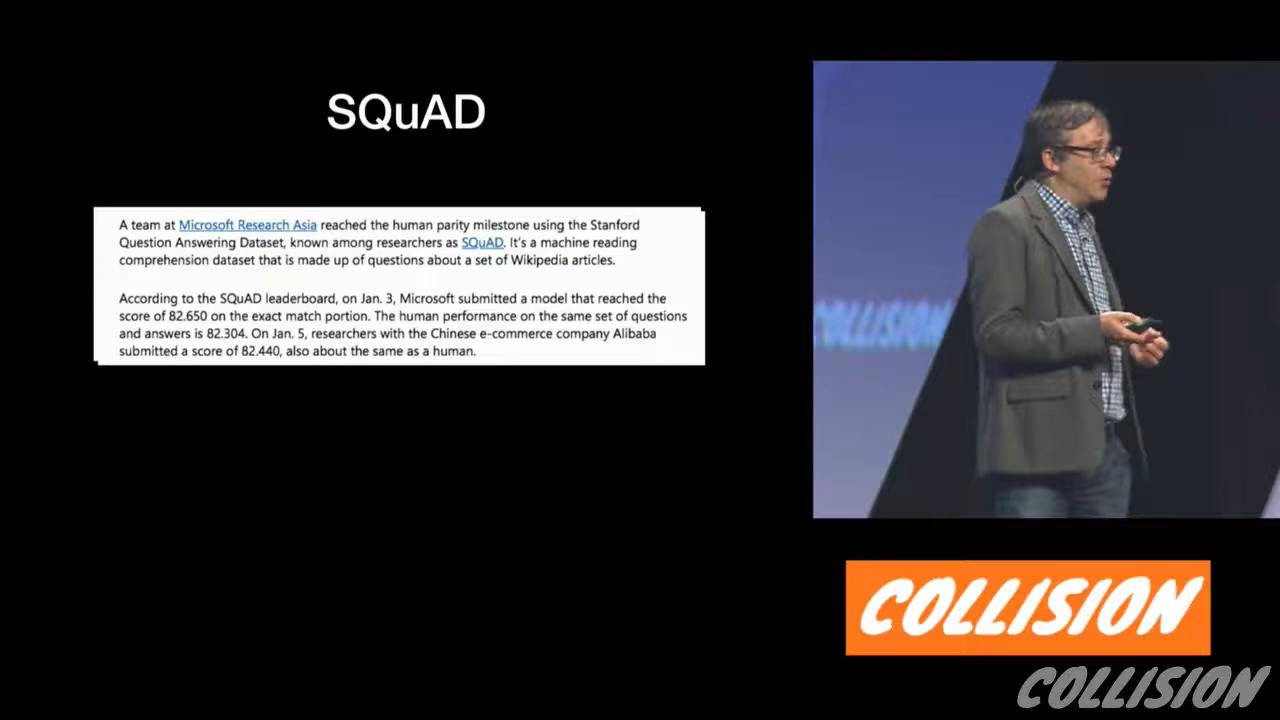 SQuAD
A team at Microsoft Research Asia reached the human parity milestone using the Stanford
Question Answering Dataset, known among researchers as SQuAD. It's a machine reading
comprehension dataset that is made up of questions about a set of Wikipedia articles.
According to the SQuAD leaderboard, on Jan. 3, Microsoft submitted a model that reached the
score of 82.650 on the exact match portion. The human performance on the same set of questions
and answers is 82.304. On Jan. 5, researchers with the Chinese e-commerce company Alibaba
submitted a score of 82.440, also about the same as a human.
COLLISION
COLLISION
COLLISION